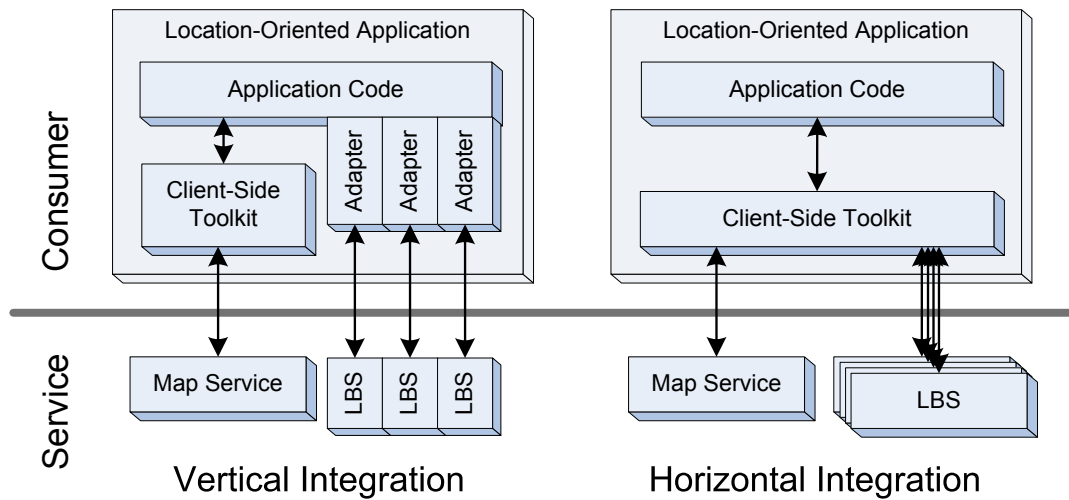 Location-Oriented Application
Application Code
Adapter
Adapter
Adapter
Client-Side
Toolkit
Map Service
LBS
LBS
LBS
Vertical Integration
Location-Oriented Application
Application Code
Client-Side Toolkit
Map Service
LBS
Horizontal Integration
Consumer
Service